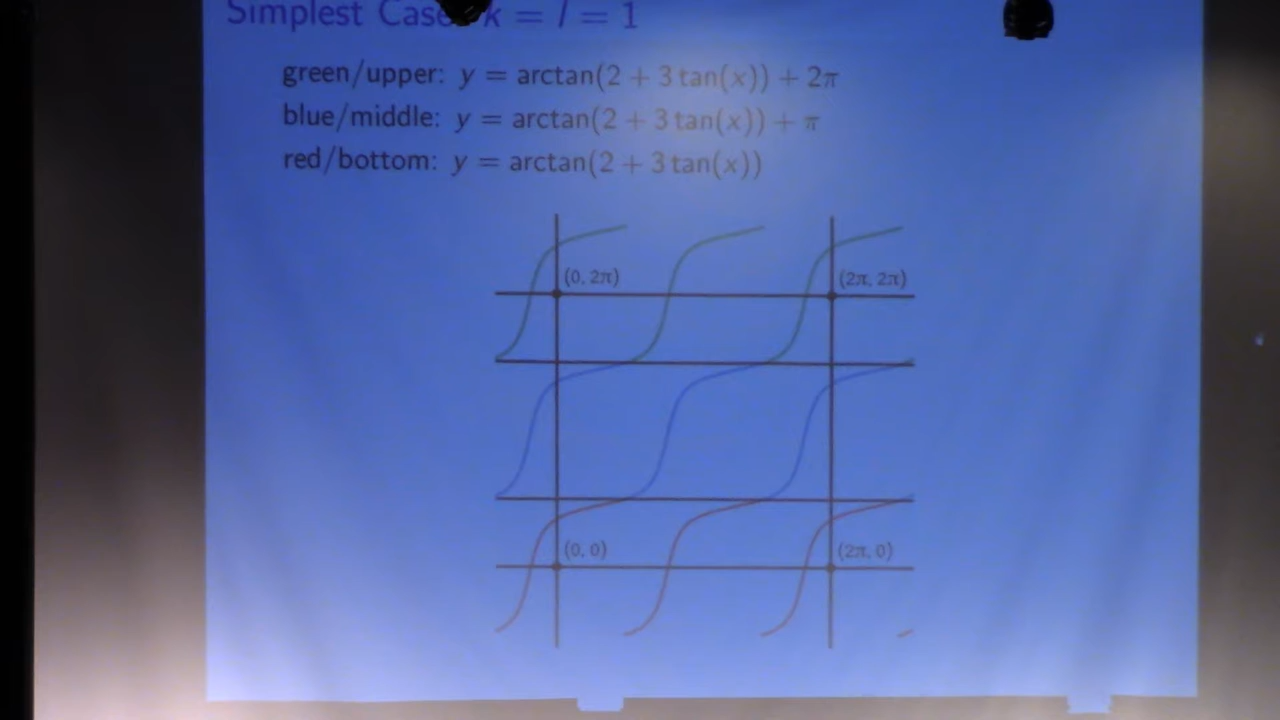 Simplest Case k = l = 1
green/upper: y = arctan(2 + 3 tan(x)) + 2π
blue/middle: y = arctan(2 + 3 tan(x)) + π
red/bottom: y = arctan(2 + 3 tan(x))
(0, 2π) (2π, 2π)
(0, 0) (2π, 0)